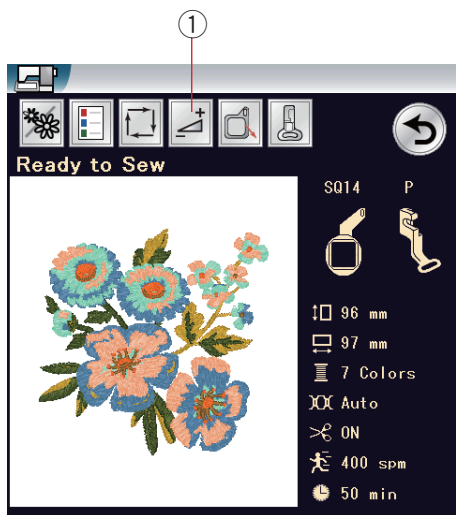 1
Ready to Sew
SQ14 P
96 mm
97 mm
7 Colors
Auto
ON
400 spm
50 min